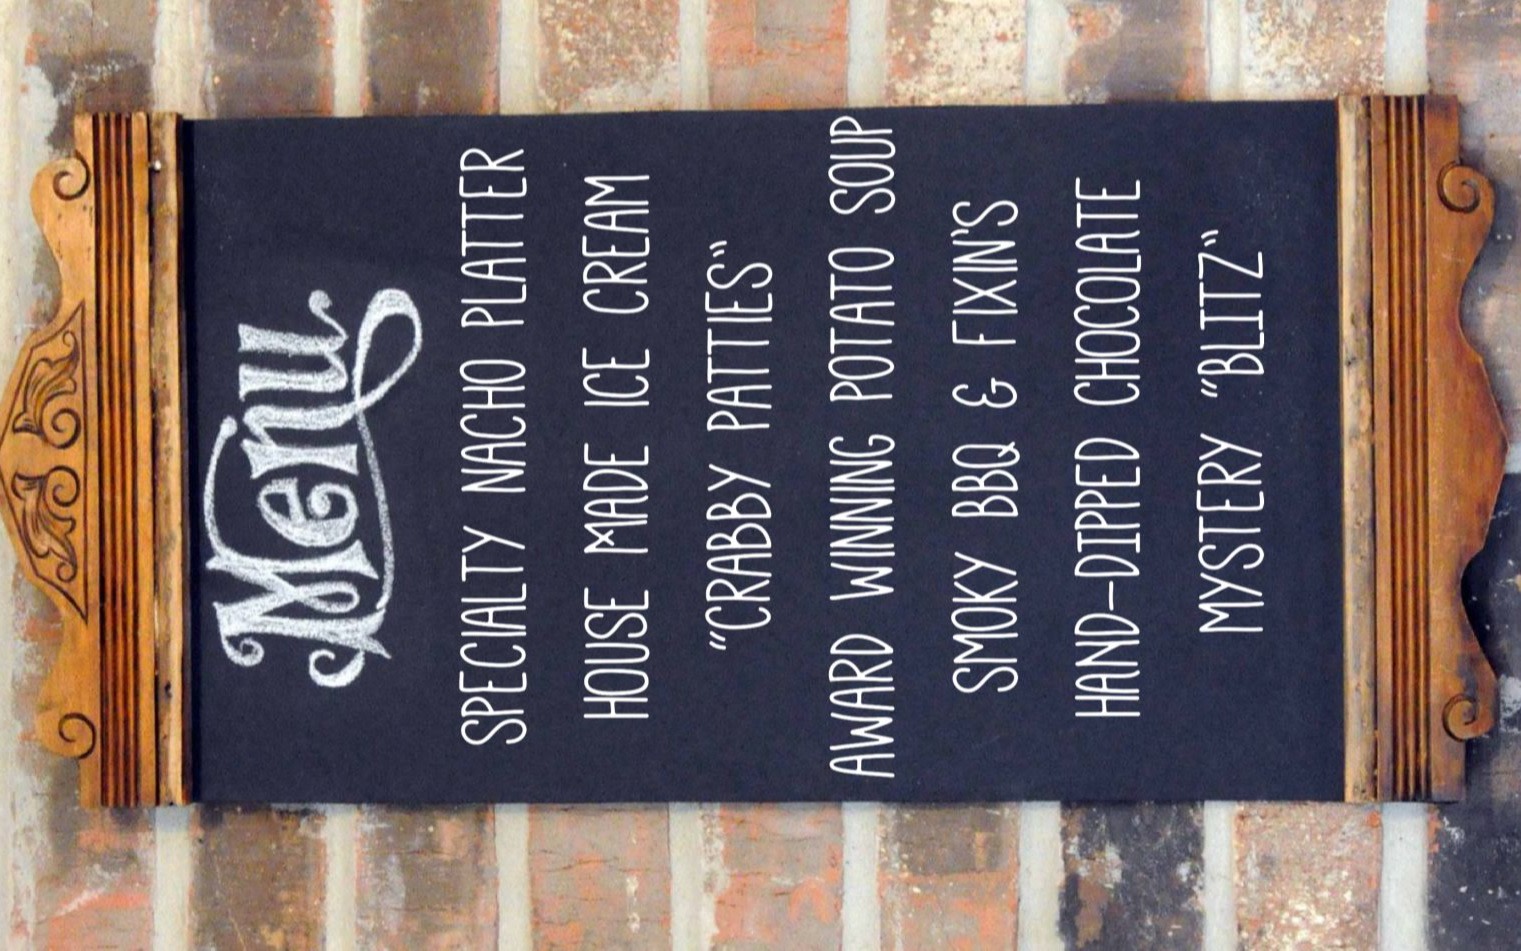 Menu
SPECIALTY NACHO PLATTER
HOUSE MADE ICE CREAM
"CRABBY PATTIES"
AWARD WINNING POTATO SOUP
SMOKY BBQ & FIXIN'S
HAND-DIPPED CHOCOLATE
MYSTERY "BLITZ"